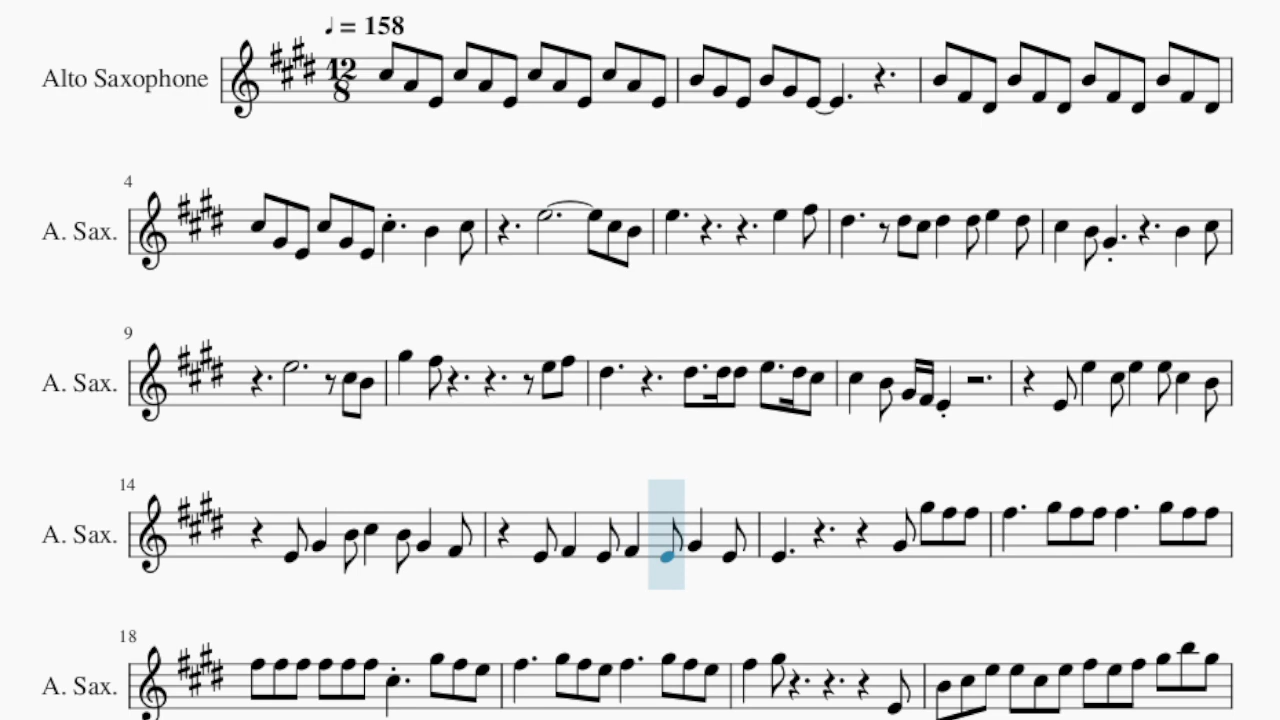 ♩ = 158
Alto Saxophone
12
8
4
A. Sax.
9
A. Sax.
14
A. Sax.
18
A. Sax.